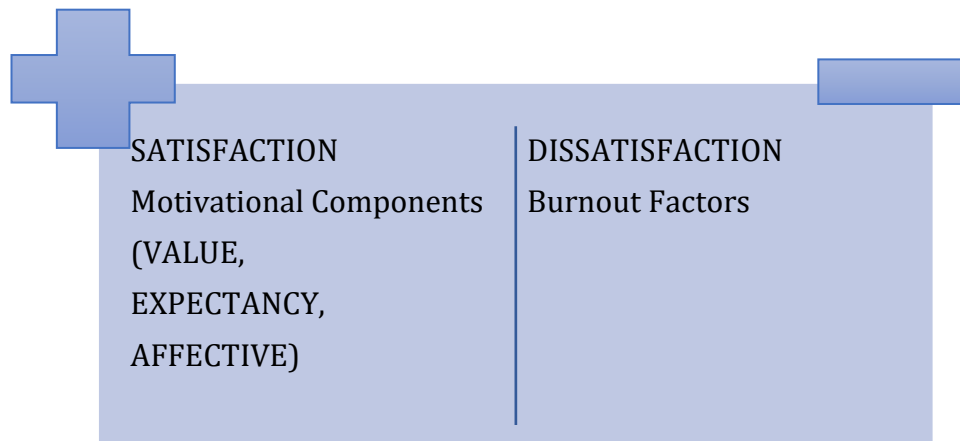 SATISFACTION
Motivational Components
(VALUE,
EXPECTANCY,
AFFECTIVE)
DISSATISFACTION
Burnout Factors